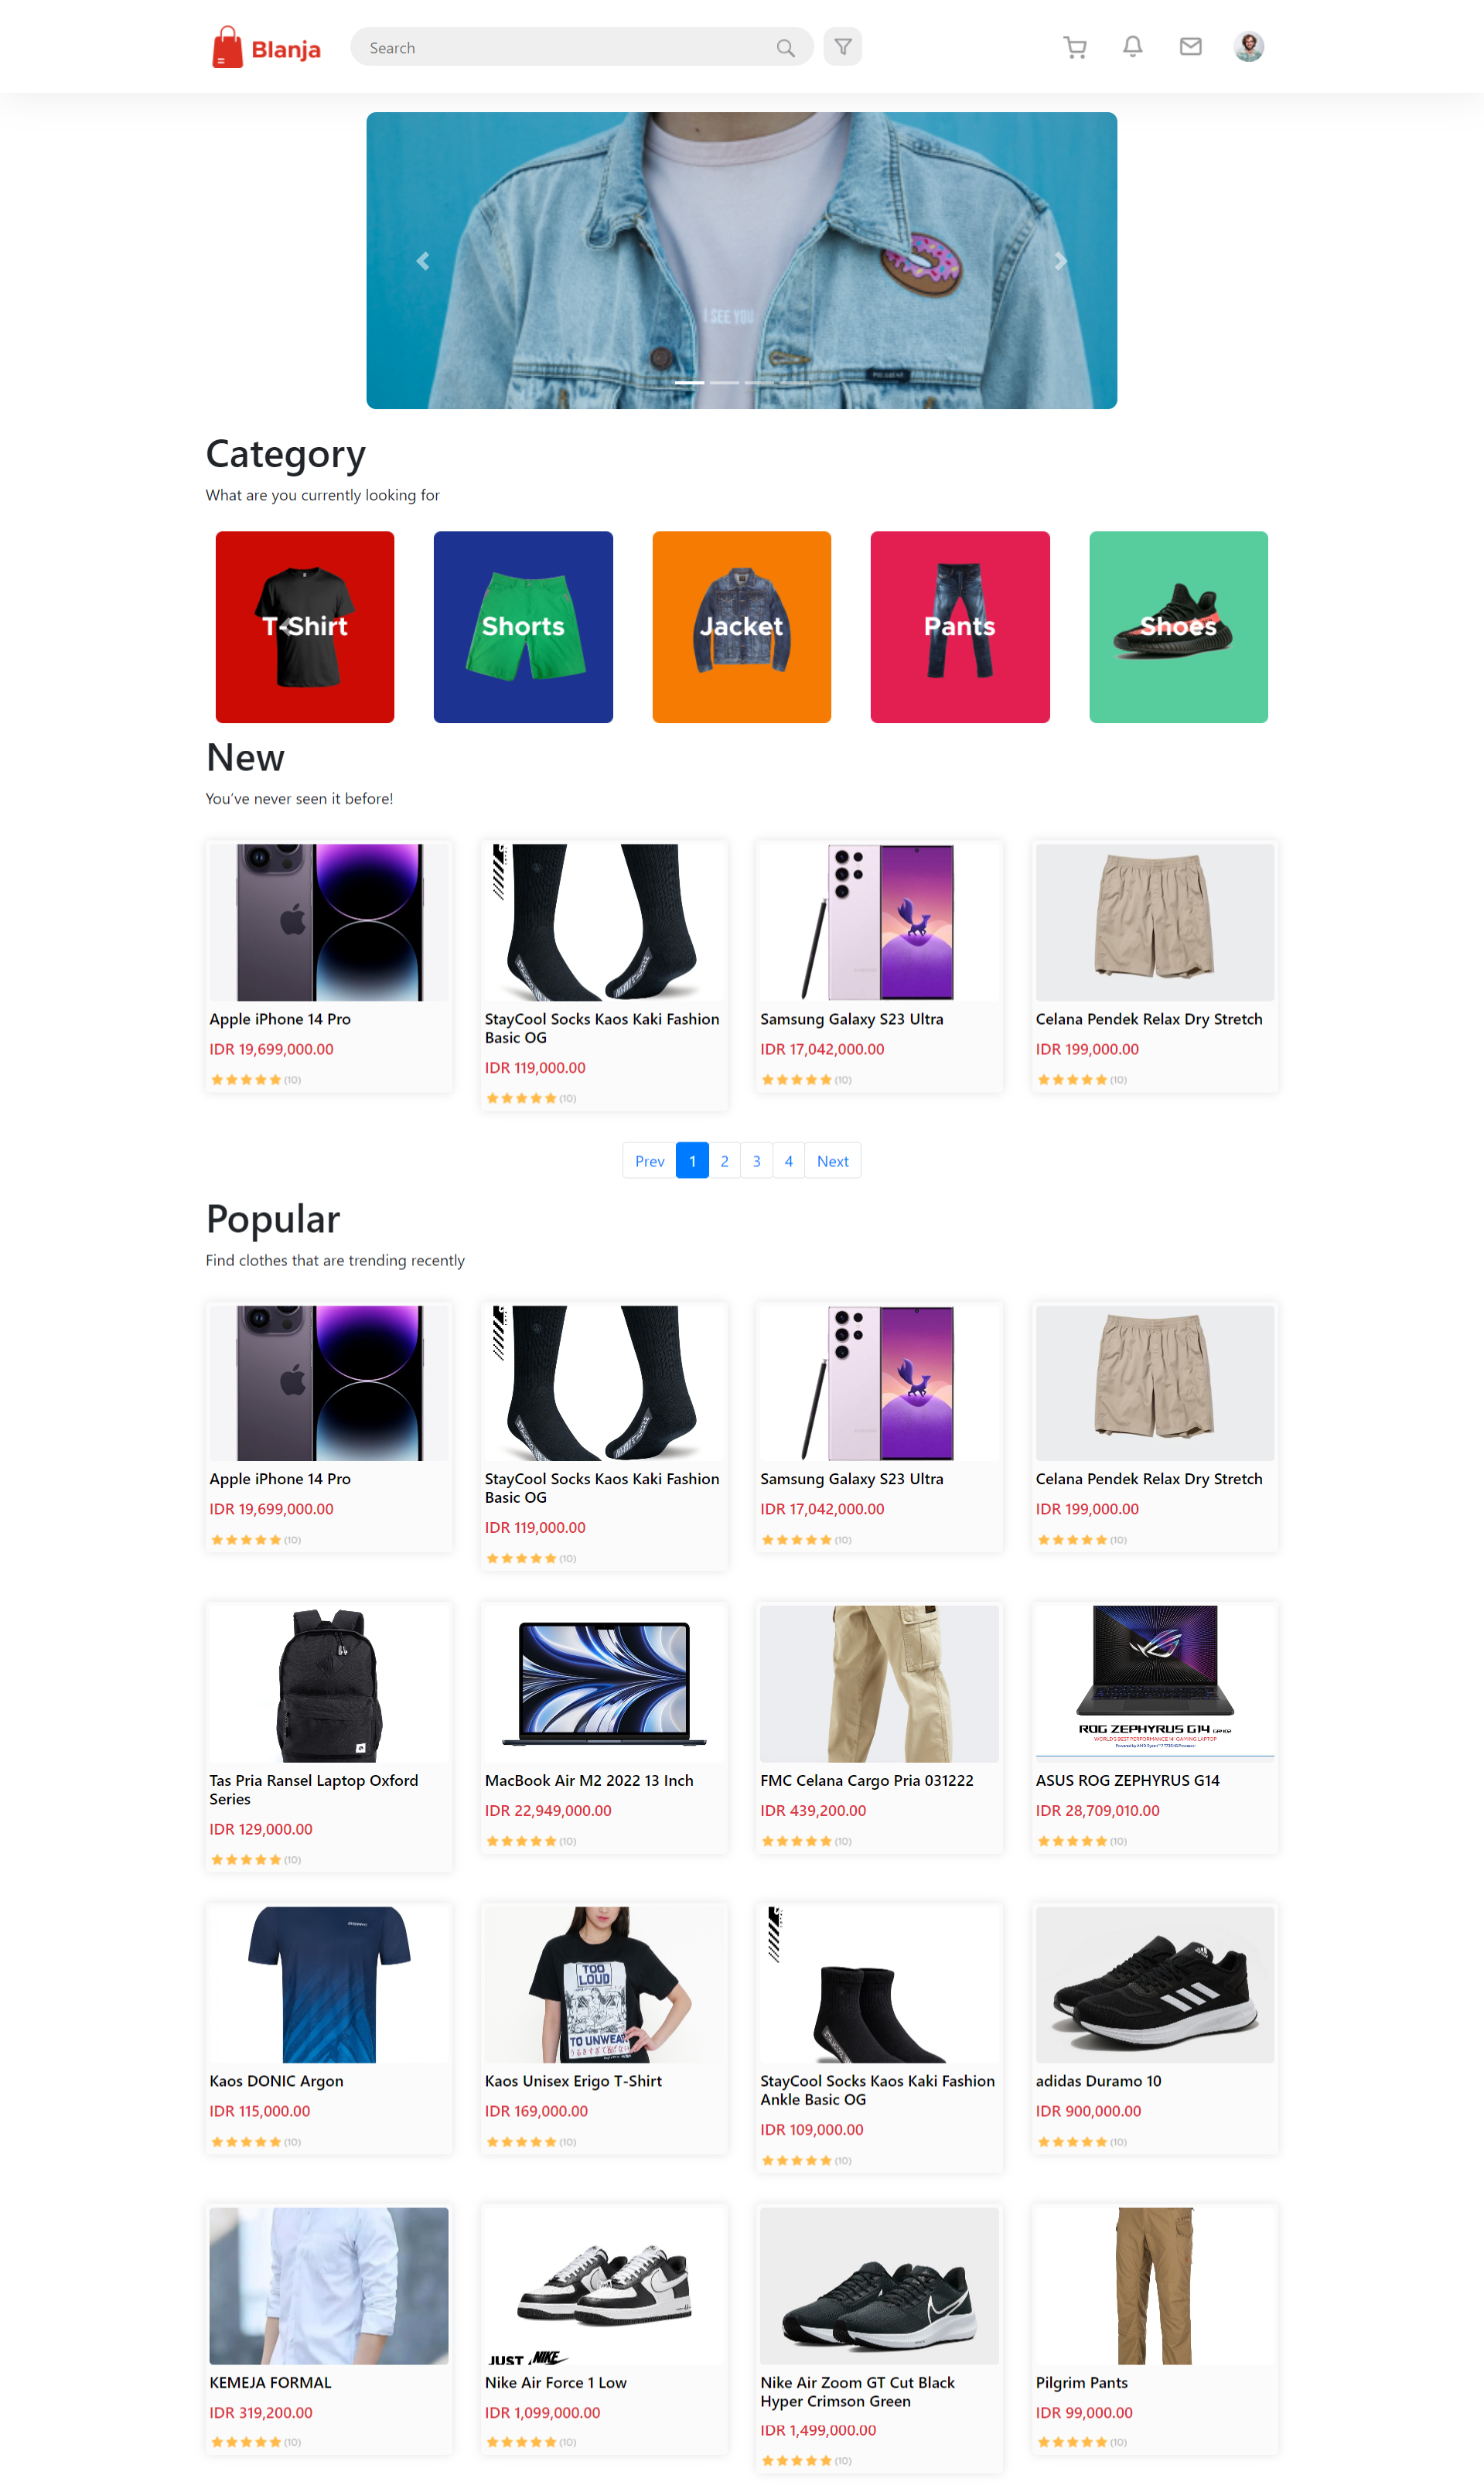 Blanja
Search
I SEE YOU
Category
What are you currently looking for
T-Shirt
Shorts
Jacket
Pants
Shoes
New
You've never seen it before!
Apple iPhone 14 Pro
IDR 19,699,000.00
(10)
StayCool Socks Kaos Kaki Fashion
Basic OG
IDR 119,000.00
(10)
Samsung Galaxy S23 Ultra
IDR 17,042,000.00
(10)
Celana Pendek Relax Dry Stretch
IDR 199,000.00
(10)
Prev 1 2 3 4 Next
Popular
Find clothes that are trending recently
Apple iPhone 14 Pro
IDR 19,699,000.00
(10)
StayCool Socks Kaos Kaki Fashion
Basic OG
IDR 119,000.00
(10)
Samsung Galaxy S23 Ultra
IDR 17,042,000.00
(10)
Celana Pendek Relax Dry Stretch
IDR 199,000.00
(10)
Tas Pria Ransel Laptop Oxford
Series
IDR 129,000.00
(10)
MacBook Air M2 2022 13 Inch
IDR 22,949,000.00
(10)
FMC Celana Cargo Pria 031222
IDR 439,200.00
(10)
ROG ZEPHYRUS G14
WORLD'S BEST PERFORMANCE 14 GAMING LAPTOP
ASUS ROG ZEPHYRUS G14
IDR 28,709,010.00
(10)
Kaos DONIC Argon
IDR 115,000.00
(10)
TOO
LOUD
TO UNWEAR
Kaos Unisex Erigo T-Shirt
IDR 169,000.00
(10)
StayCool Socks Kaos Kaki Fashion
Ankle Basic OG
IDR 109,000.00
(10)
adidas Duramo 10
IDR 900,000.00
(10)
KEMEJA FORMAL
IDR 319,200.00
(10)
JUST NIKE
Nike Air Force 1 Low
IDR 1,099,000.00
(10)
Nike Air Zoom GT Cut Black
Hyper Crimson Green
IDR 1,499,000.00
(10)
Pilgrim Pants
IDR 99,000.00
(10)